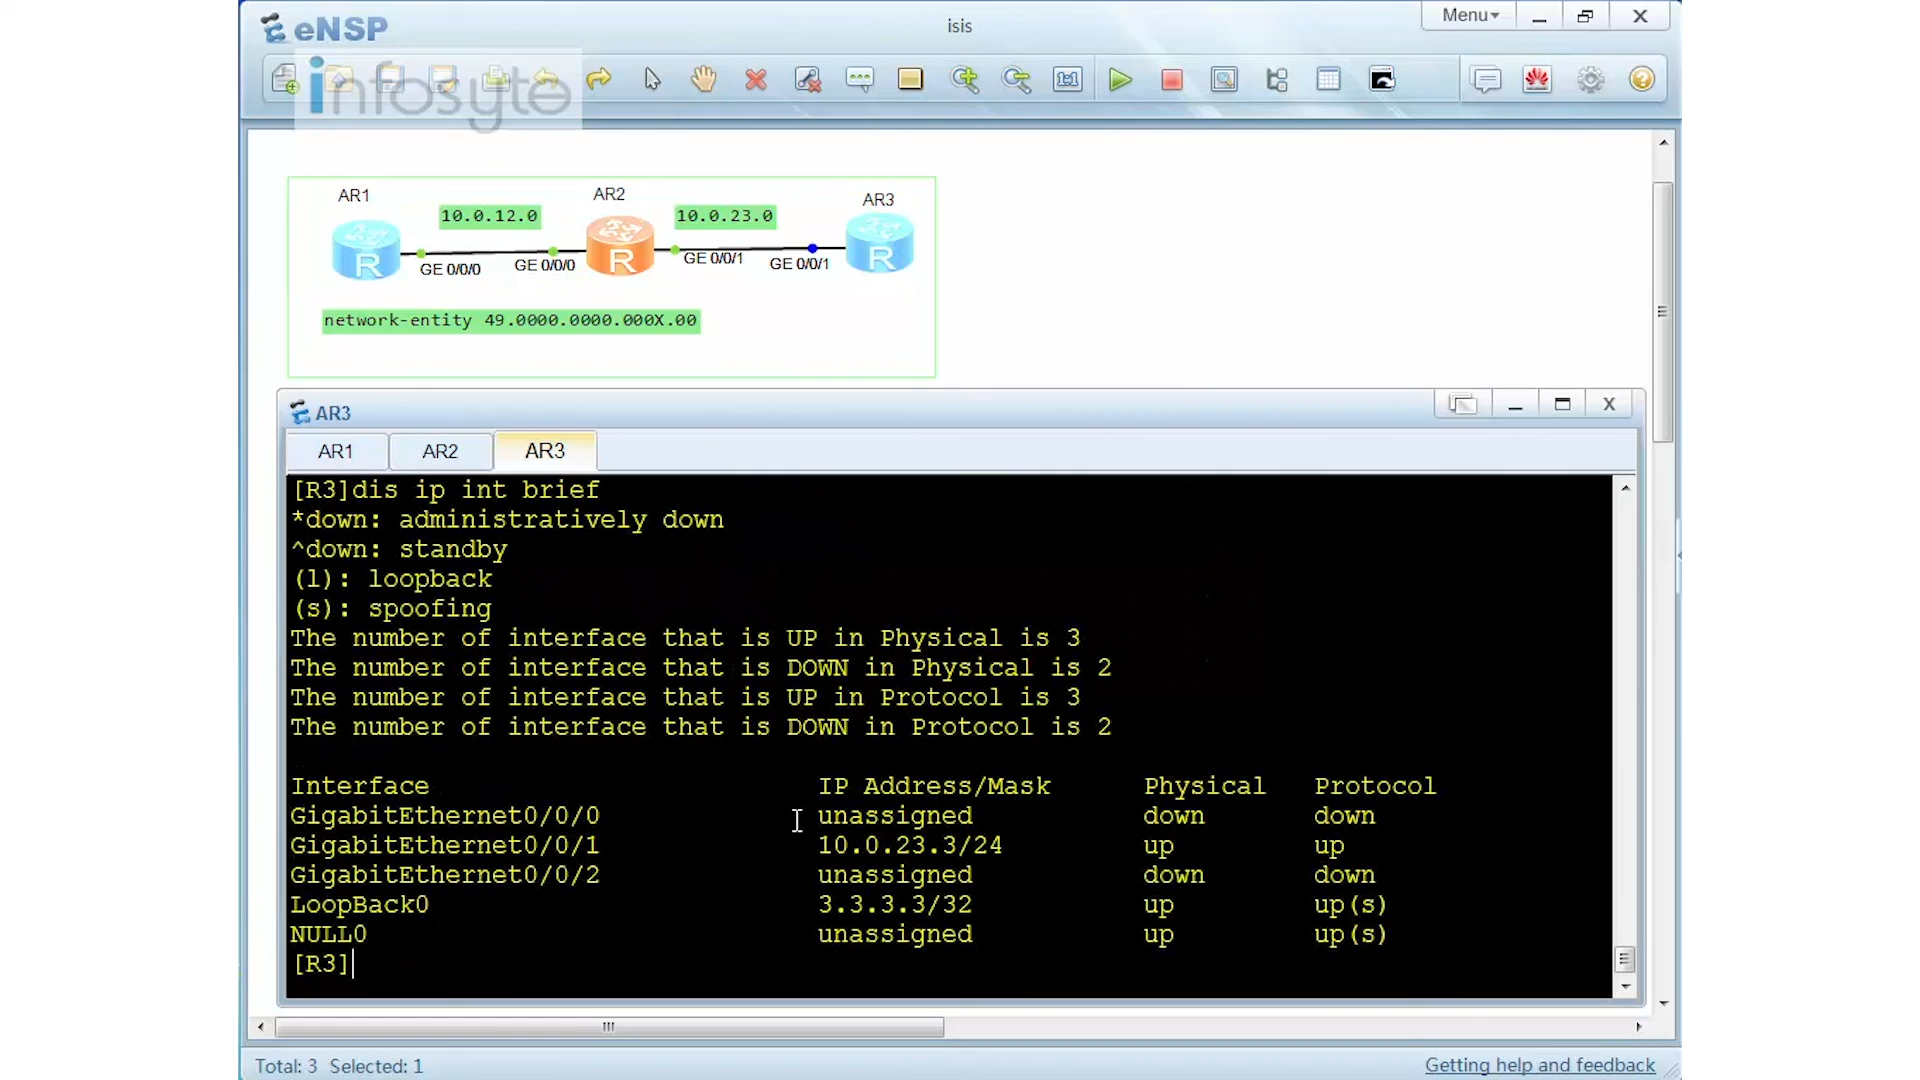 eNSP
isis
Menu
infosyte
1:1
AR1
AR2
AR3
10.0.12.0
10.0.23.0
R
R
R
GE 0/0/0
GE 0/0/0
GE 0/0/1
GE 0/0/1
network-entity 49.0000.0000.000X.00
AR3
AR1 AR2 AR3
[R3]dis ip int brief
*down: administratively down
^down: standby
(l): loopback
(s): spoofing
The number of interface that is UP in Physical is 3
The number of interface that is DOWN in Physical is 2
The number of interface that is UP in Protocol is 3
The number of interface that is DOWN in Protocol is 2
Interface IP Address/Mask Physical Protocol
GigabitEthernet0/0/0 unassigned down down
GigabitEthernet0/0/1 10.0.23.3/24 up up
GigabitEthernet0/0/2 unassigned down down
LoopBack0 3.3.3.3/32 up up(s)
NULL0 unassigned up up(s)
[R3]
Total: 3 Selected: 1
Getting help and feedback